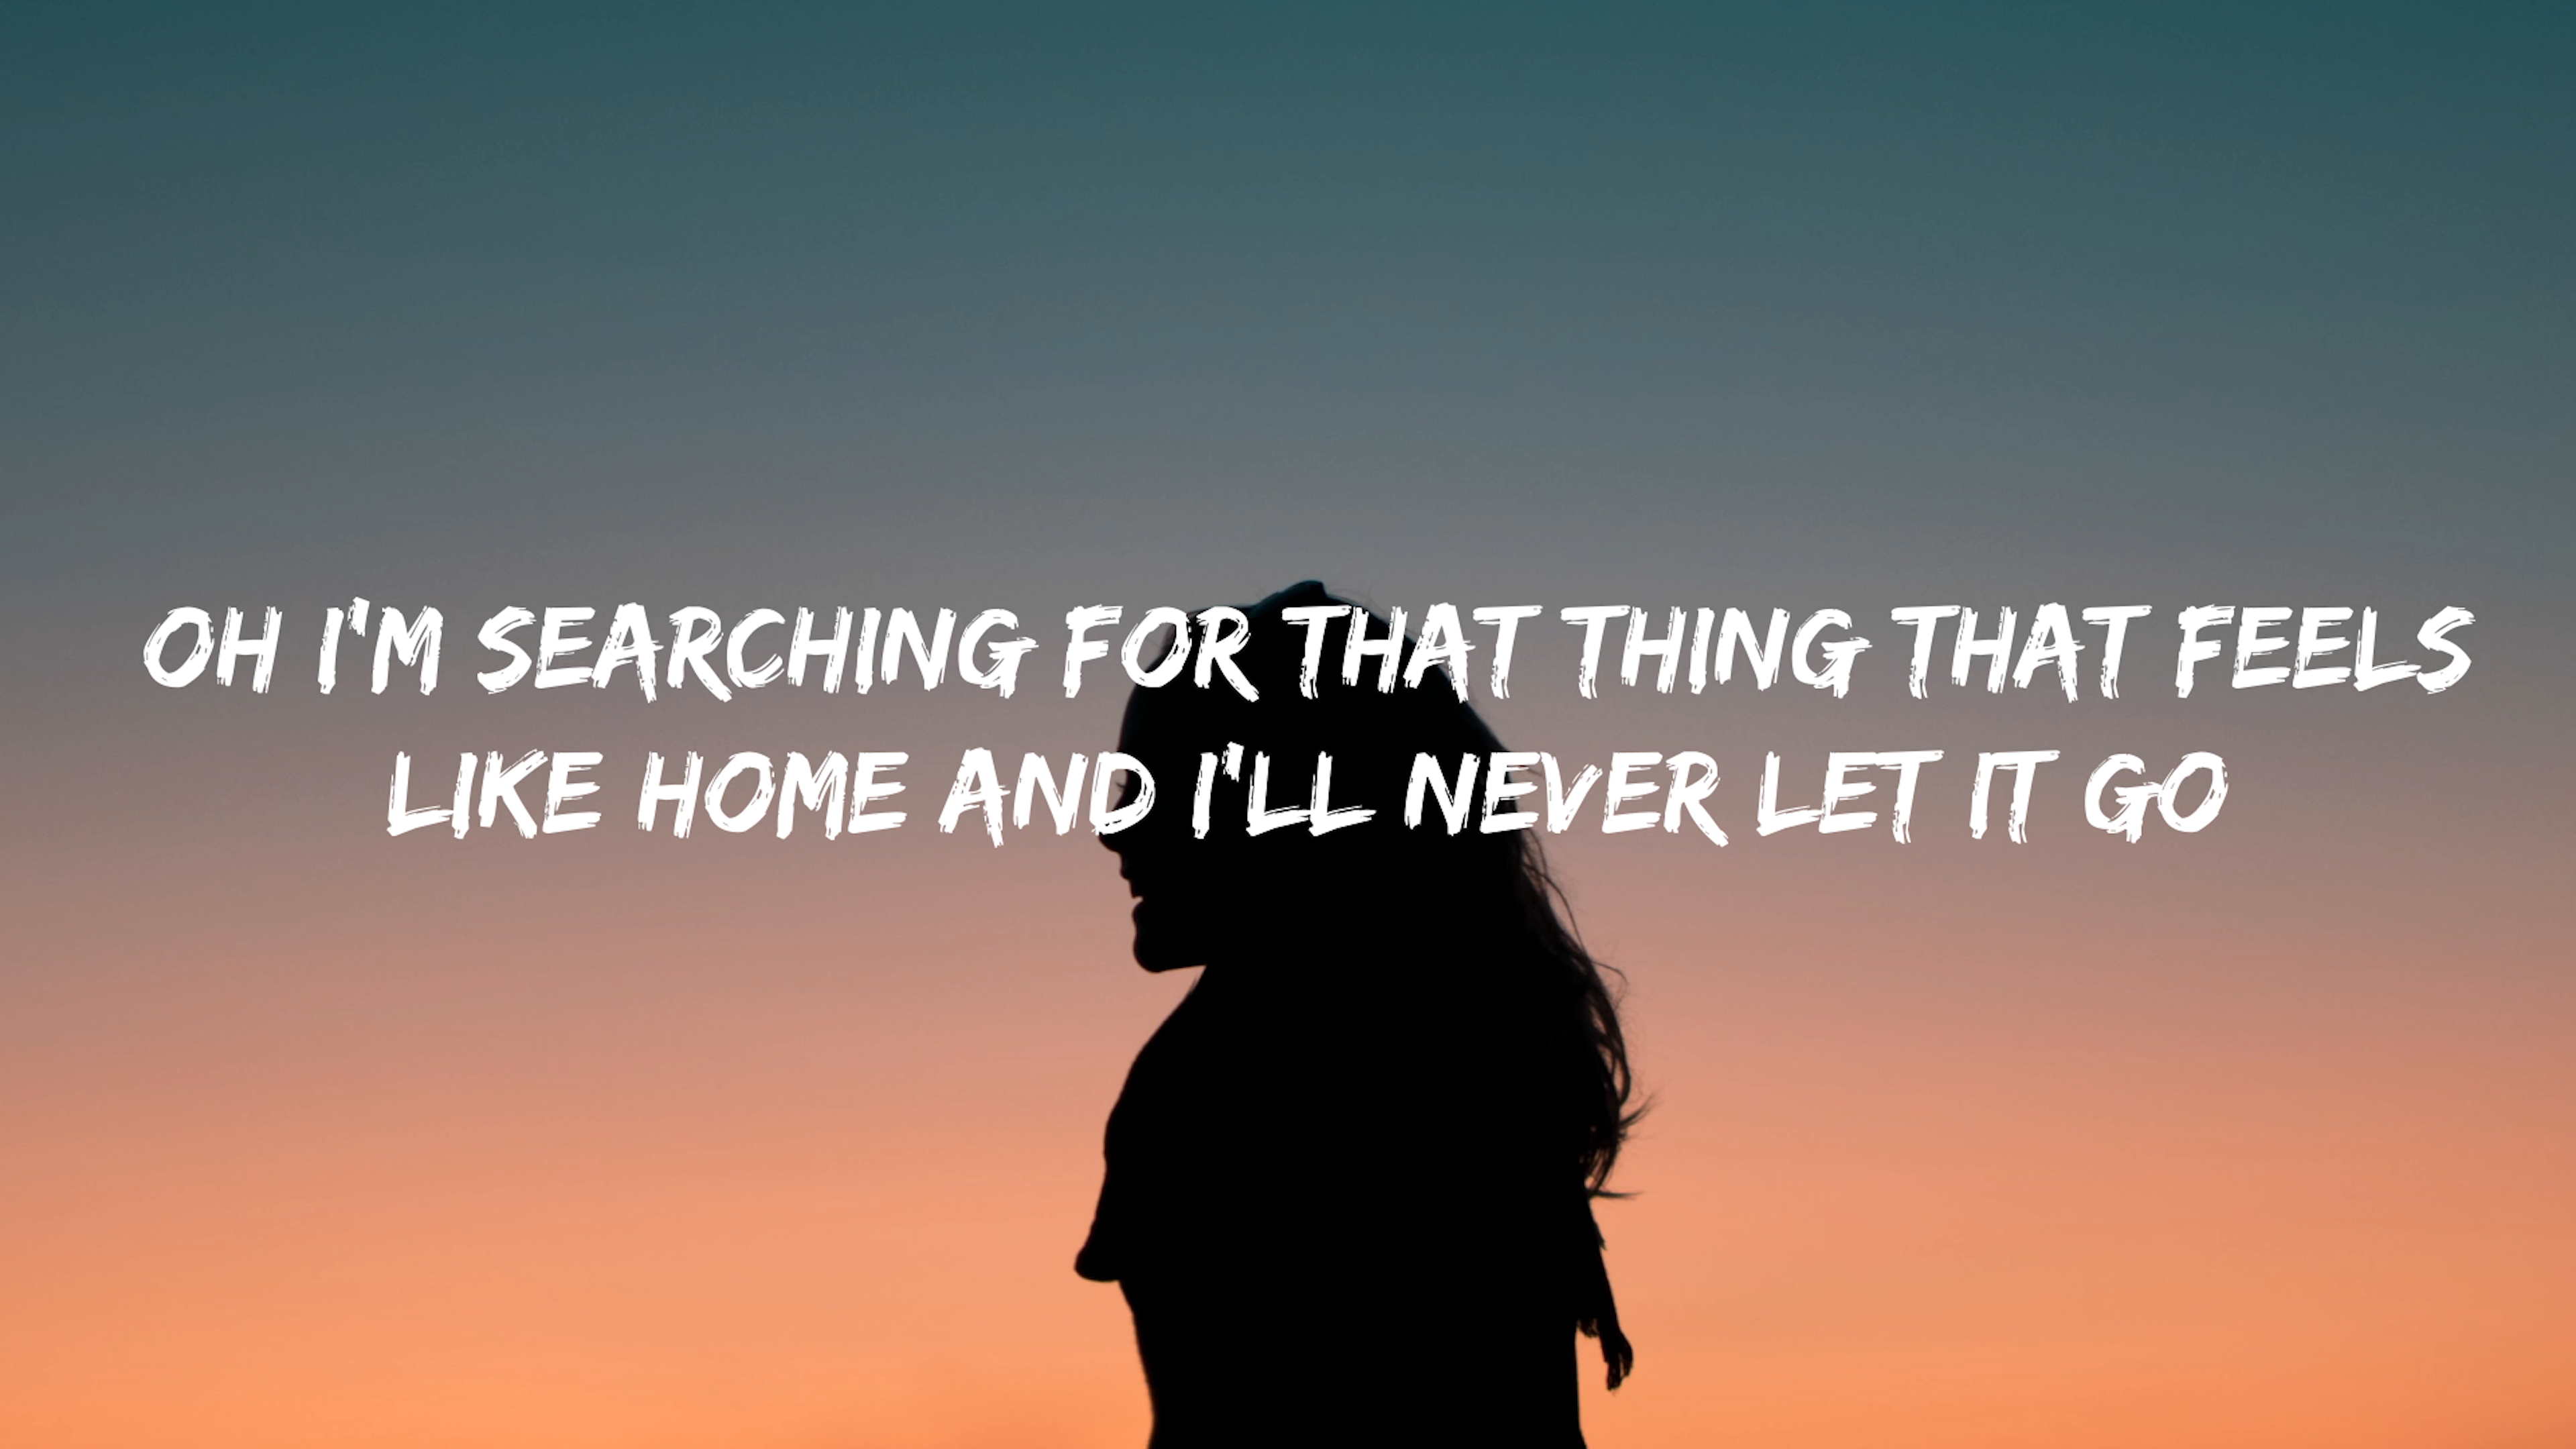 OH I'M SEARCHING FOR THAT THING THAT FEELS
LIKE HOME AND I'LL NEVER LET IT GO